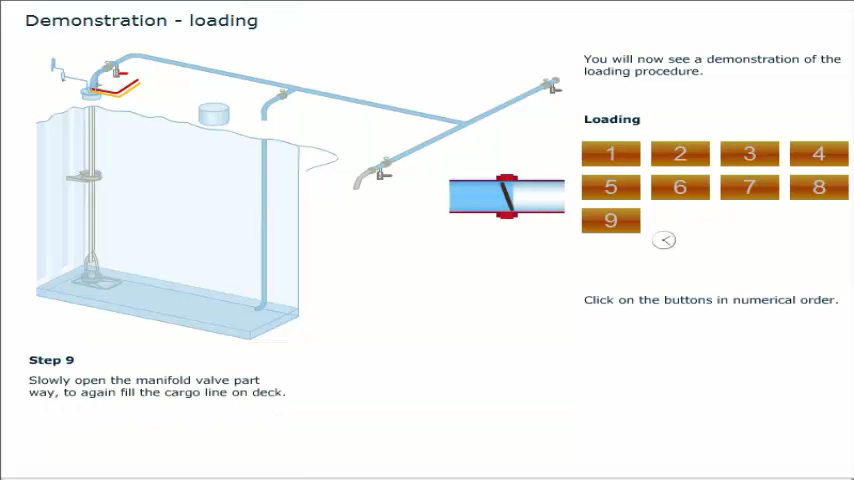 Demonstration - loading
You will now see a demonstration of the
loading procedure.
Loading
1 2 3 4
5 6 7 8
9
<
Click on the buttons in numerical order.
Step 9
Slowly open the manifold valve part
way, to again fill the cargo line on deck.